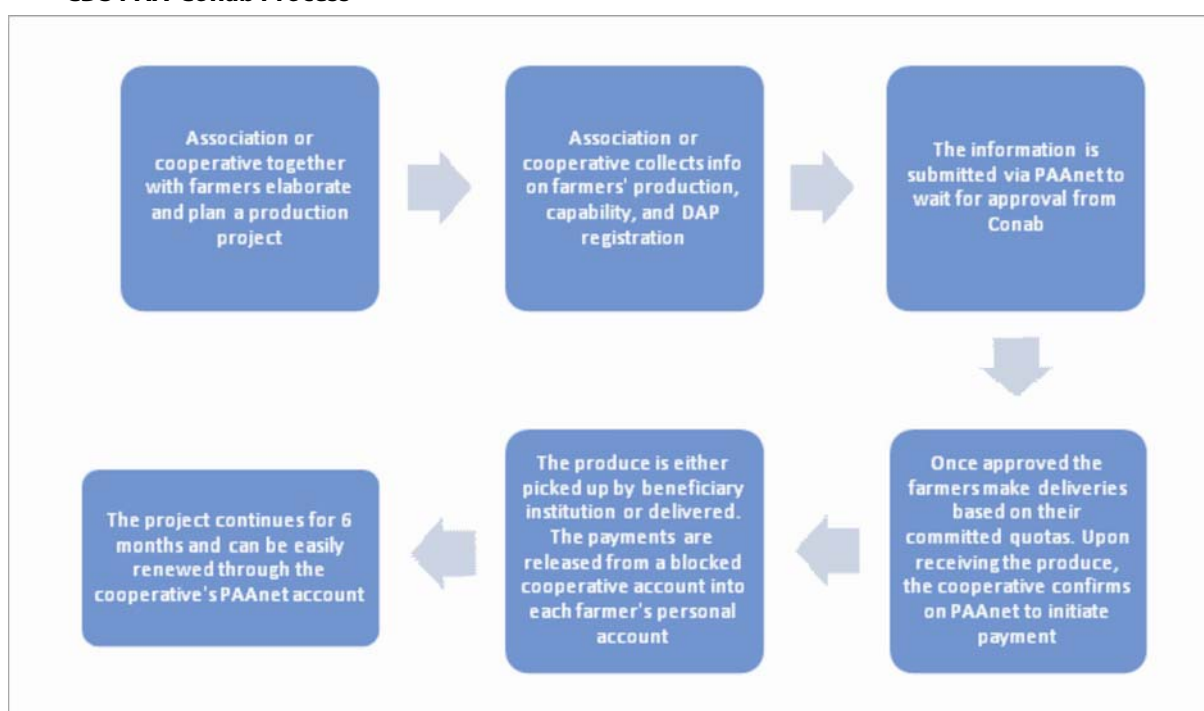 Association or
cooperative together
with farmers elaborate
and plan a production
project
Association or
cooperative collects info
on farmers' production,
capability, and DAP
registration
The information is
submitted via PAAnet to
wait for approval from
Conab
Once approved the
farmers make deliveries
based on their
committed quotas. Upon
receiving the produce,
the cooperative confirms
on PAAnet to initiate
payment
The produce is either
picked up by beneficiary
institution or delivered.
The payments are
released from a blocked
cooperative account into
each farmer's personal
account
The project continues for 6
months and can be easily
renewed through the
cooperative's PAAnet account